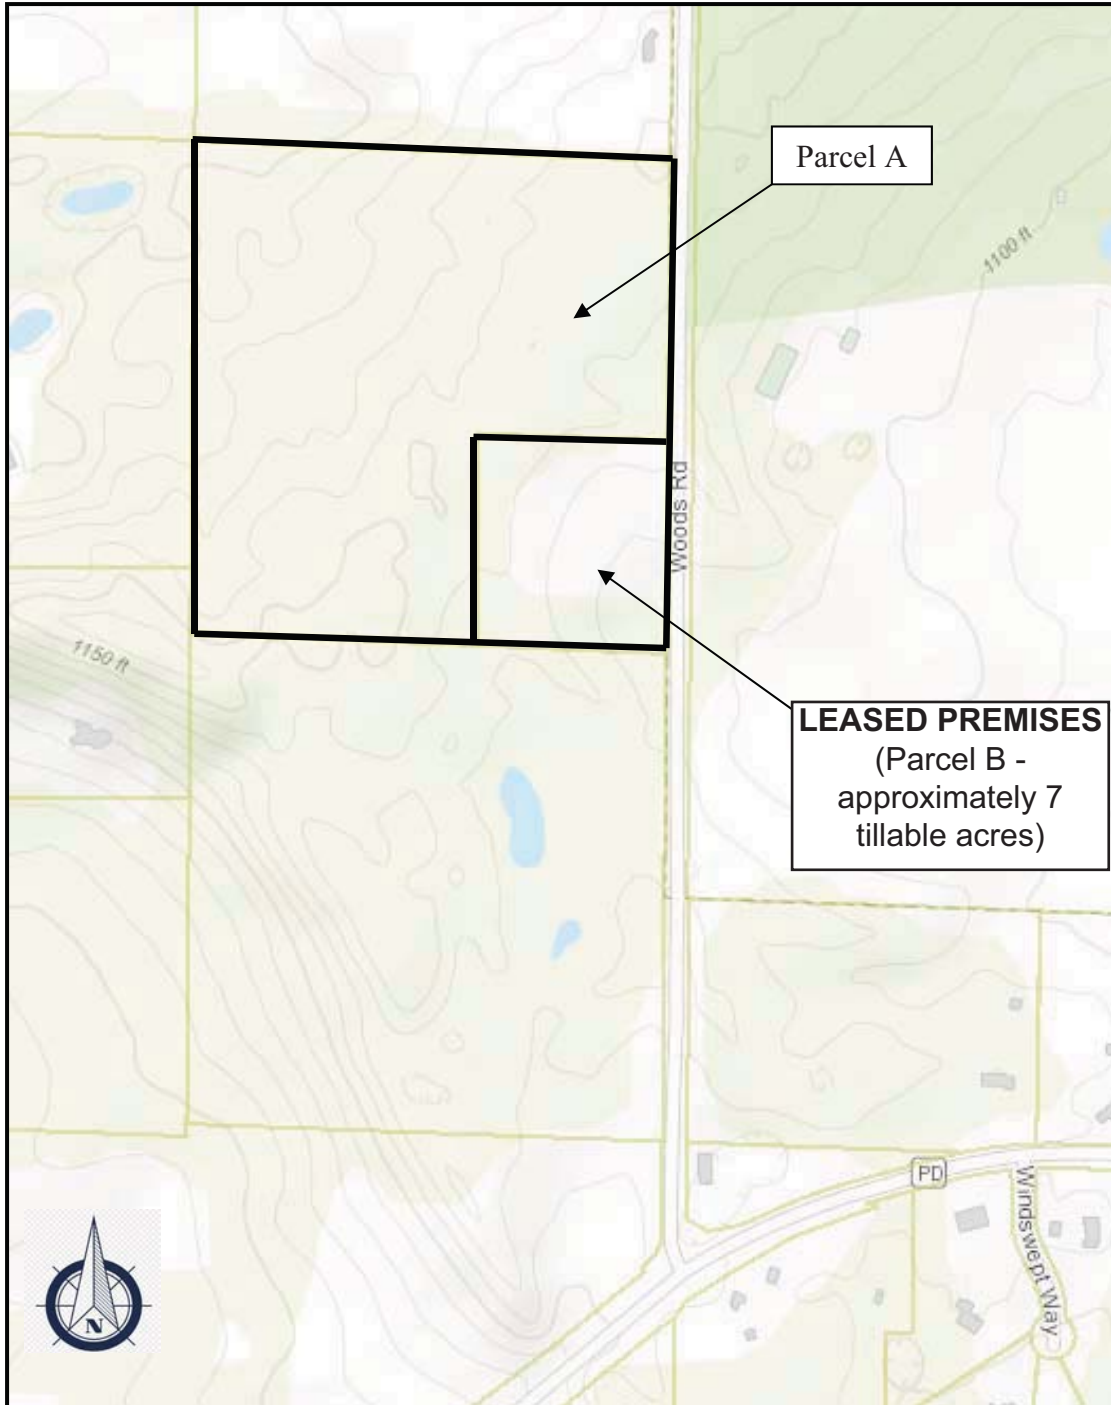 Parcel A
1100 ft
Woods Rd
1150 ft
LEASED PREMISES
(Parcel B -
approximately 7
tillable acres)
PD
Windswept Way
N